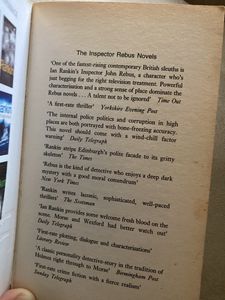 The Inspector Rebus Novels
'One of the fastest-rising contemporary British sleuths is
Ian Rankin's Inspector John Rebus, a character who's
just begging for the right television treatment. Powerful
characterisation and a strong sense of place dominate the
Rebus novels . . . A talent not to be ignored' Time Out
'A first-rate thriller' Yorkshire Evening Post
'The internal police politics and corruption in high
places are both portrayed with bone-freezing accuracy.
This novel should come with a wind-chill factor
warning' Daily Telegraph
'Rankin strips Edinburgh's polite façade to its gritty
skeleton' The Times
'Rebus is the kind of detective who enjoys a deep dark
mystery with a good moral conundrum'
New York Times
'Rankin writes laconic, sophisticated, well-paced
thrillers' The Scotsman
'Ian Rankin provides some welcome fresh blood on the
scene. Morse and Wexford had better watch out'
Daily Telegraph
'First-rate plotting, dialogue and characterisations'
Literary Review
'A classic personality detective-story in the tradition of
Holmes right through to Morse' Birmingham Post
'First-rate crime fiction with a fierce realism'
Sunday Telegraph